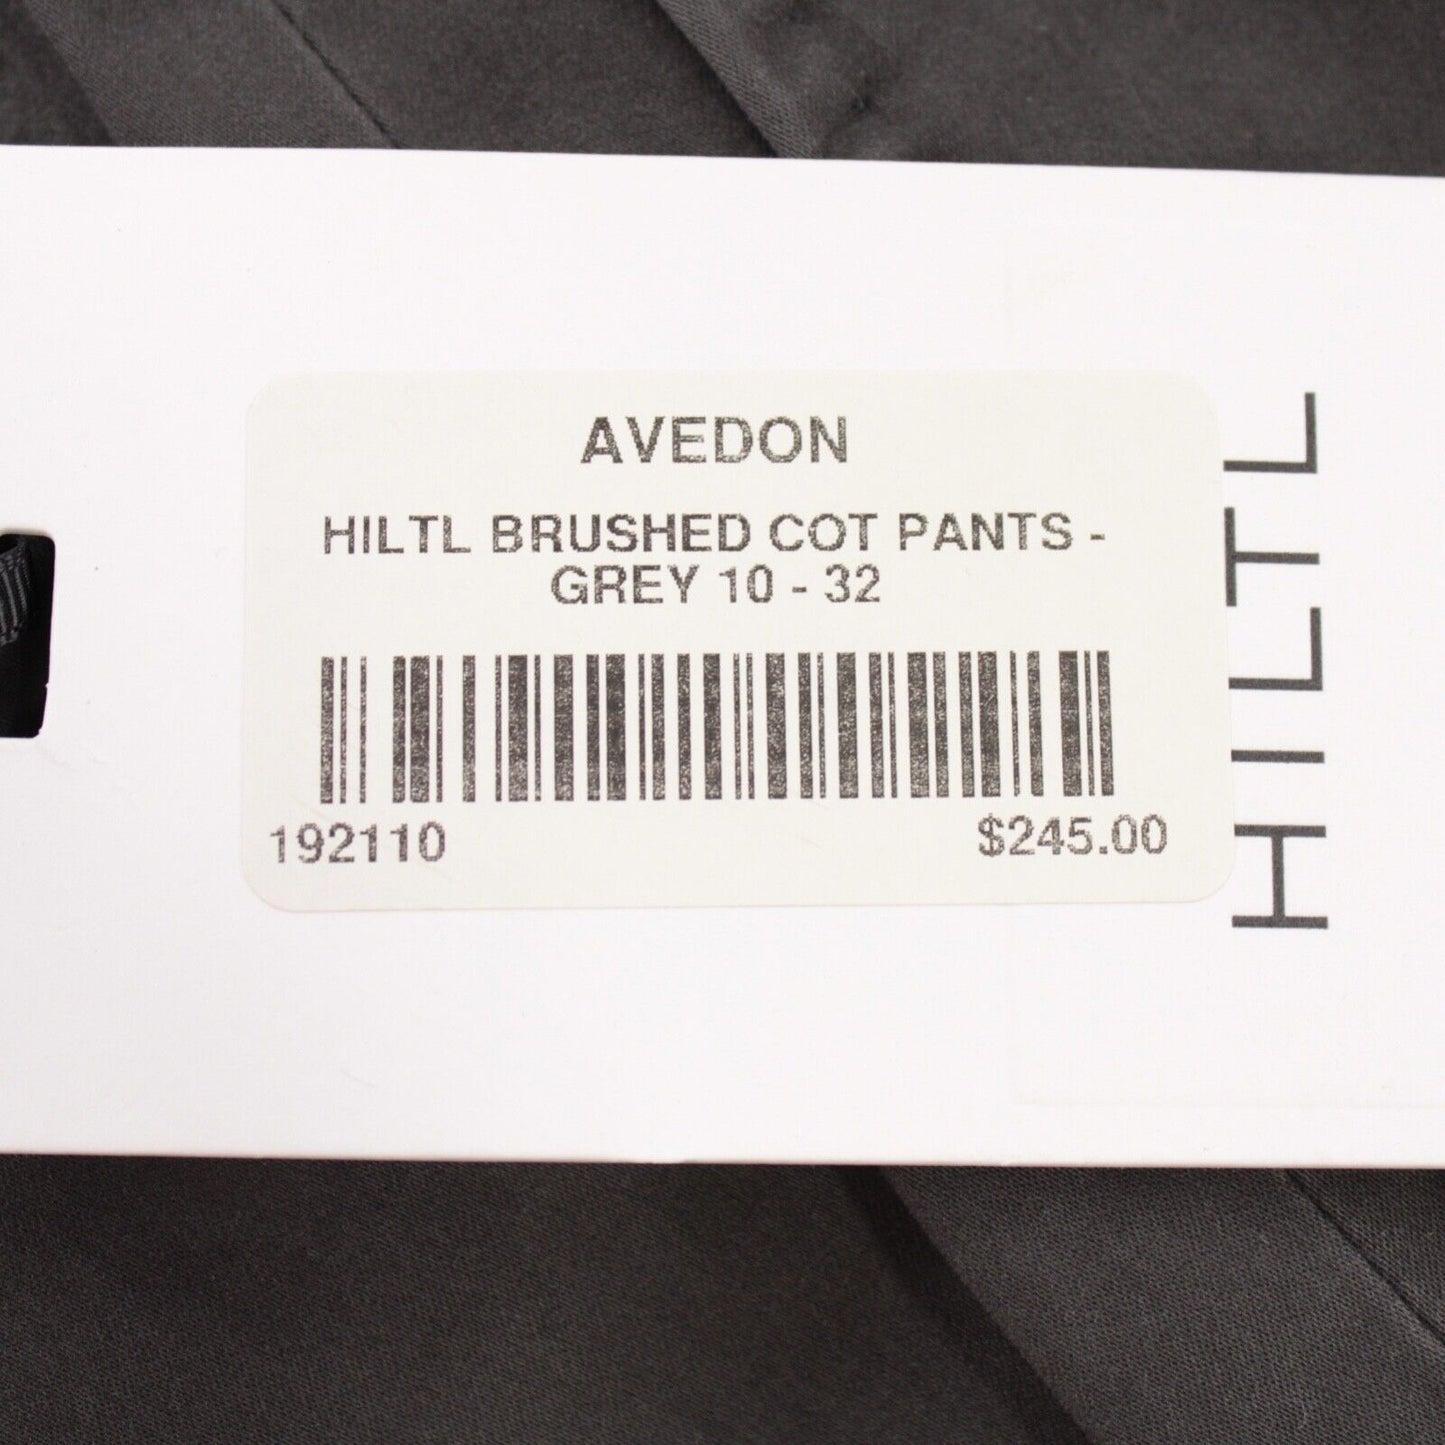 AVEDON
HILTL BRUSHED COT PANTS -
GREY 10 - 32
192110
$245.00
HILTL